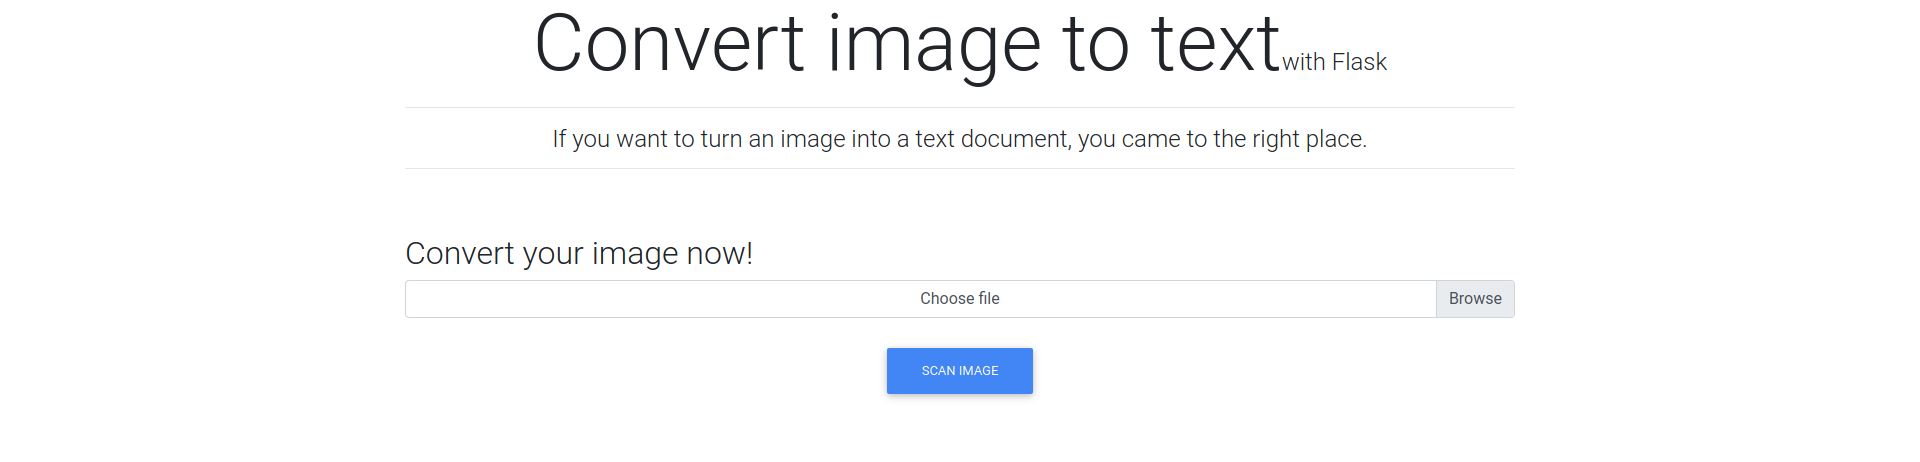 Convert image to text with Flask
If you want to turn an image into a text document, you came to the right place.
Convert your image now!
Choose file Browse
SCAN IMAGE